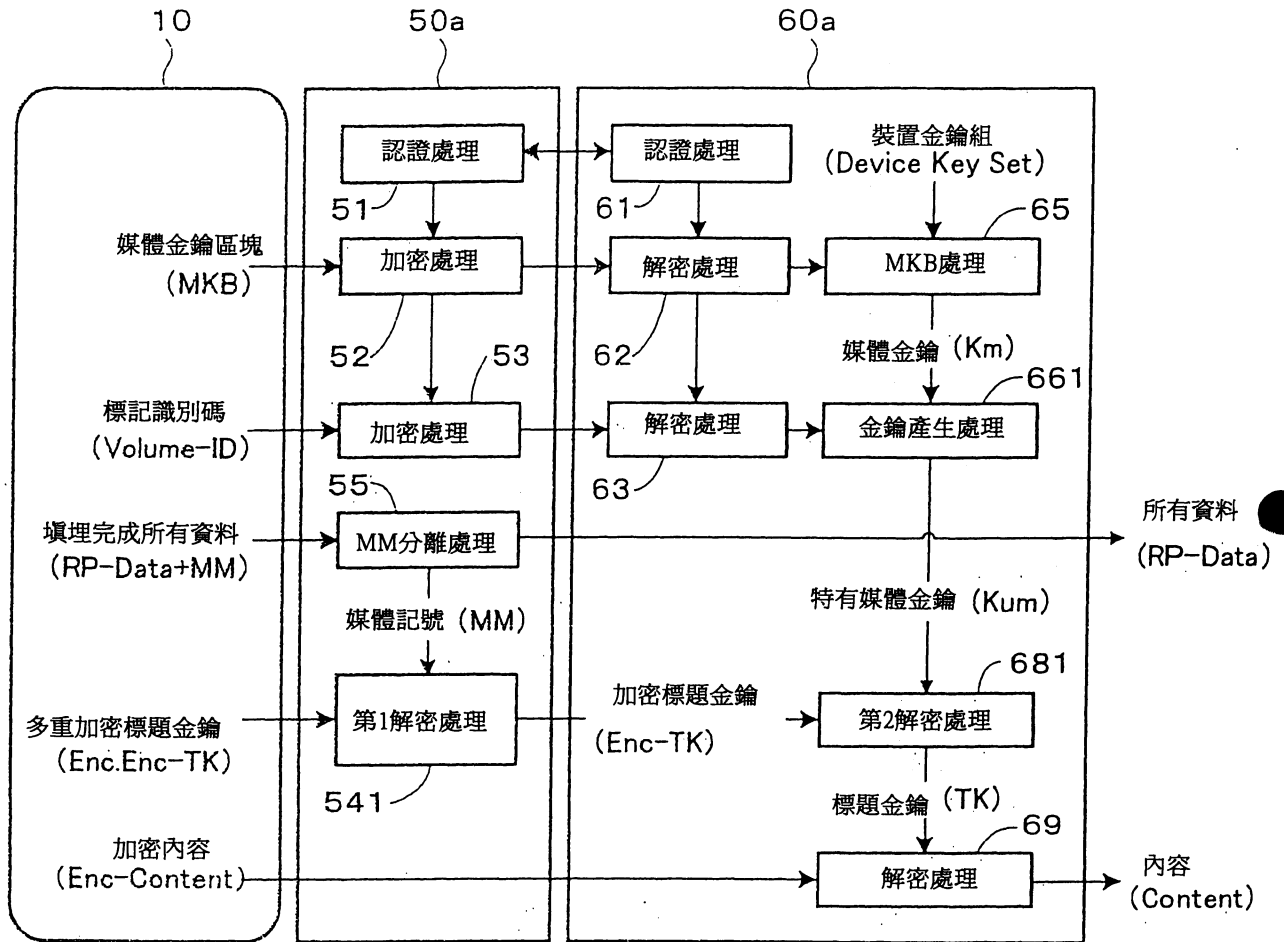 10
50a
60a
認證處理
認證處理
裝置金鑰組
(Device Key Set)
51
61
65
媒體金鑰區塊
(MKB)
加密處理
解密處理
MKB處理
52
53
62
媒體金鑰 (Km)
661
標記識別碼
(Volume-ID)
加密處理
解密處理
金鑰產生處理
55
63
填埋完成所有資料
(RP-Data+MM)
MM分離處理
所有資料
(RP-Data)
媒體記號 (MM)
特有媒體金鑰 (Kum)
681
多重加密標題金鑰
(Enc.Enc-TK)
第1解密處理
加密標題金鑰
(Enc-TK)
第2解密處理
541
標題金鑰 (TK)
69
加密內容
(Enc-Content)
解密處理
內容
(Content)